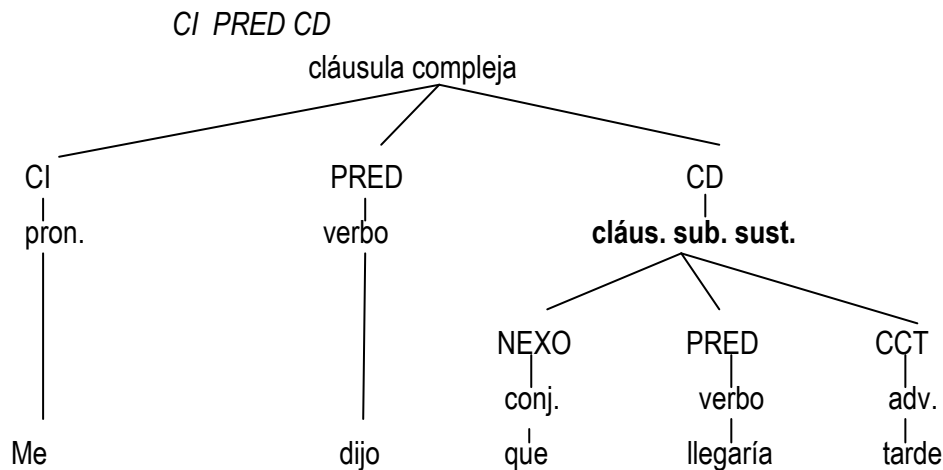 CI PRED CD
cláusula compleja
CI PRED CD
pron. verbo cláus. sub. sust.
NEXO PRED CCT
conj. verbo adv.
Me dijo que llegaría tarde